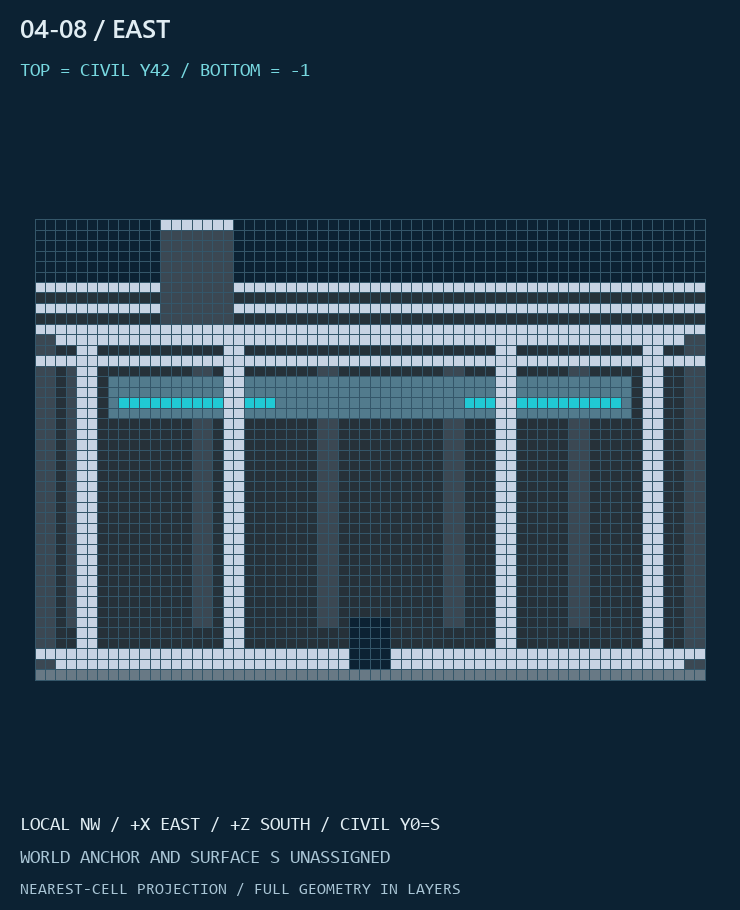 04-08 / EAST
TOP = CIVIL Y42 / BOTTOM = -1
LOCAL NW / +X EAST / +Z SOUTH / CIVIL Y0=S
WORLD ANCHOR AND SURFACE S UNASSIGNED
NEAREST-CELL PROJECTION / FULL GEOMETRY IN LAYERS